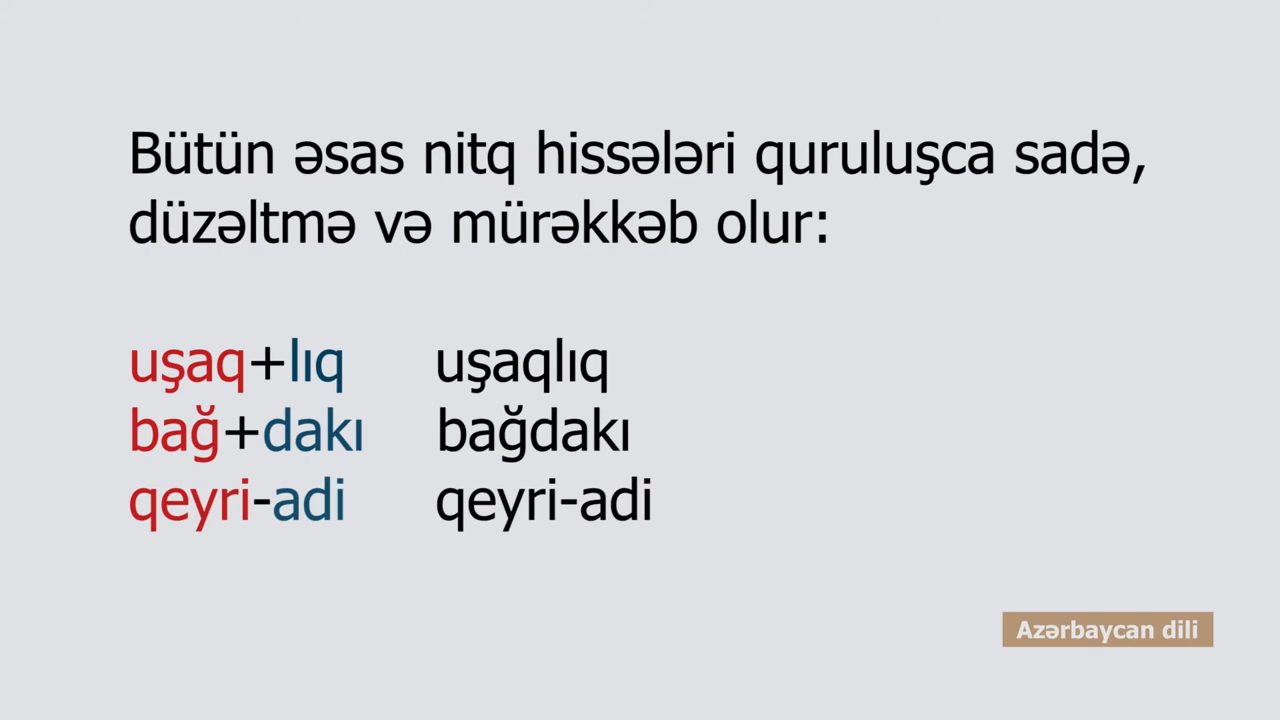 Bütün əsas nitq hissələri quruluşca sadə,
düzəltmə və mürəkkəb olur:
uşaq+lıq uşaqlıq
bağ+dakı bağdakı
qeyri-adi qeyri-adi
Azərbaycan dili